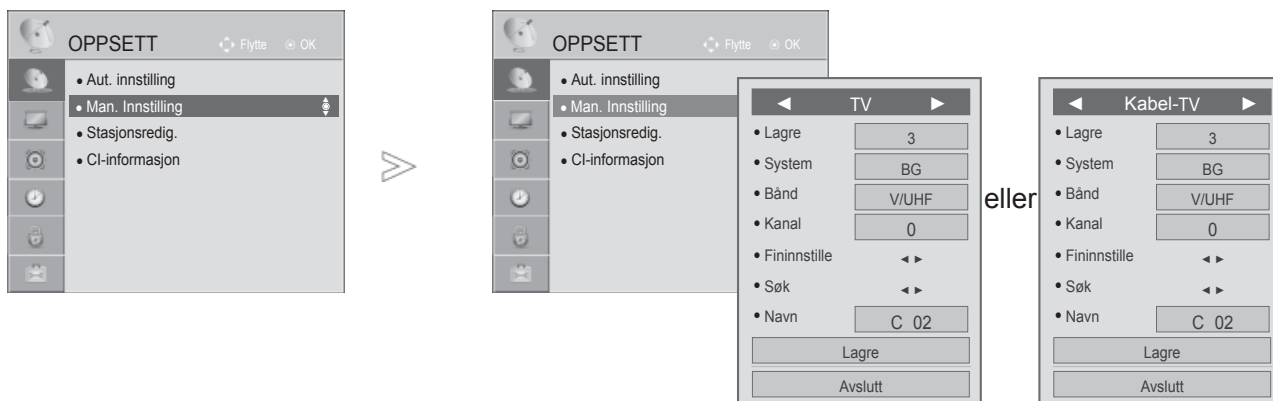 OPPSETT
Flytte
OK
• Aut. innstilling
• Man. Innstilling
• Stasjonsredig.
• CI-informasjon
OPPSETT
Flytte
OK
• Aut. innstilling
• Man. Innstilling
• Stasjonsredig.
• CI-informasjon
◄ TV ►
• Lagre 3
• System BG
• Bånd V/UHF
• Kanal 0
• Fininnstille ◄ ►
• Søk ◄ ►
• Navn C 02
Lagre
Avslutt
eller
◄ Kabel-TV ►
• Lagre 3
• System BG
• Bånd V/UHF
• Kanal 0
• Fininnstille ◄ ►
• Søk ◄ ►
• Navn C 02
Lagre
Avslutt